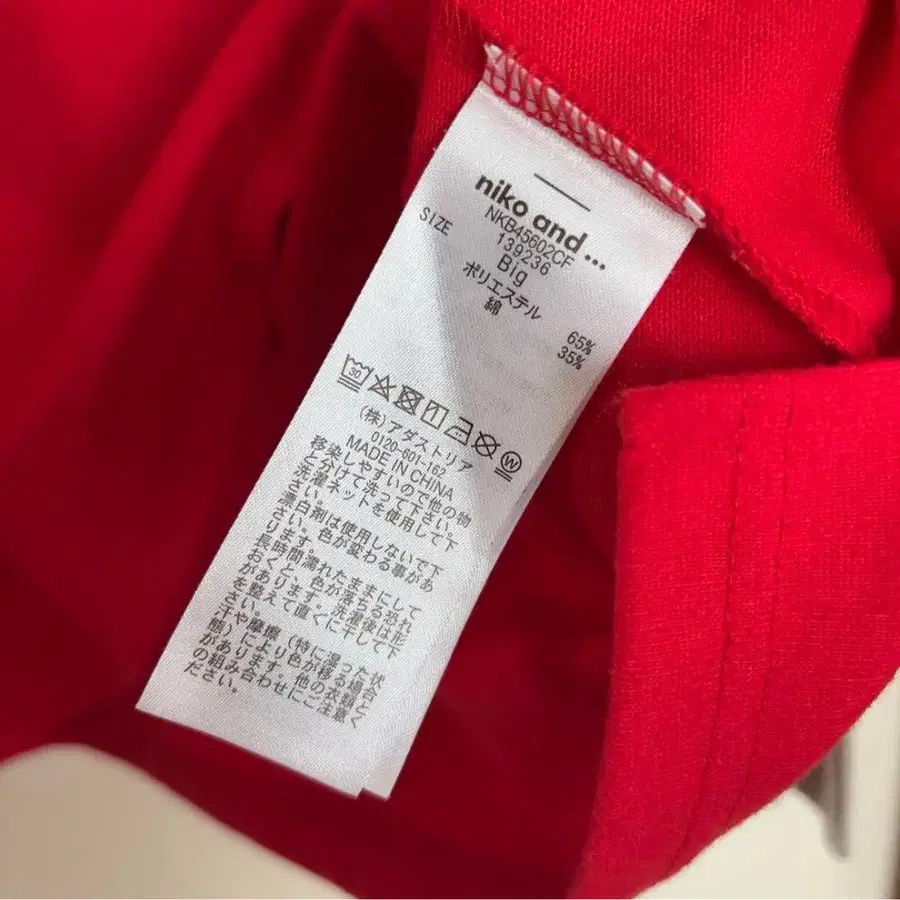 niko and ...
NKB45602CF
139236
SIZE Big
ポリエステル 65%
綿 35%
30
W
(株)アダストリア
0120-601-162
MADE IN CHINA
移染しやすいので他の物
と分けて洗って下さい。
洗濯ネットを使用して下
さい。
漂白剤は使用しないで下
さい。色が変わる事があ
ります。
長時間濡れたままにして
おくと、色が落ちる恐れ
があります。洗濯後は形
を整えて直ぐに干して下
さい。
汗や摩擦(特に湿った状
態)により色が移る場合
があります。他の衣類と
の組み合わせにご注意く
ださい。